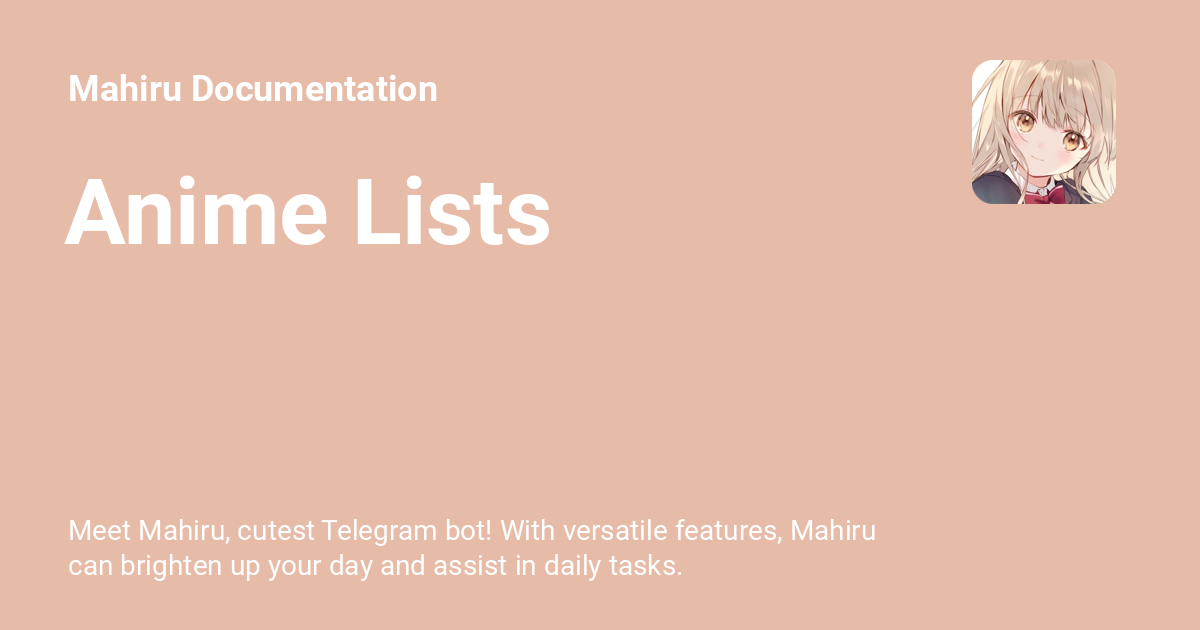 Mahiru Documentation
Anime Lists
Meet Mahiru, cutest Telegram bot! With versatile features, Mahiru
can brighten up your day and assist in daily tasks.